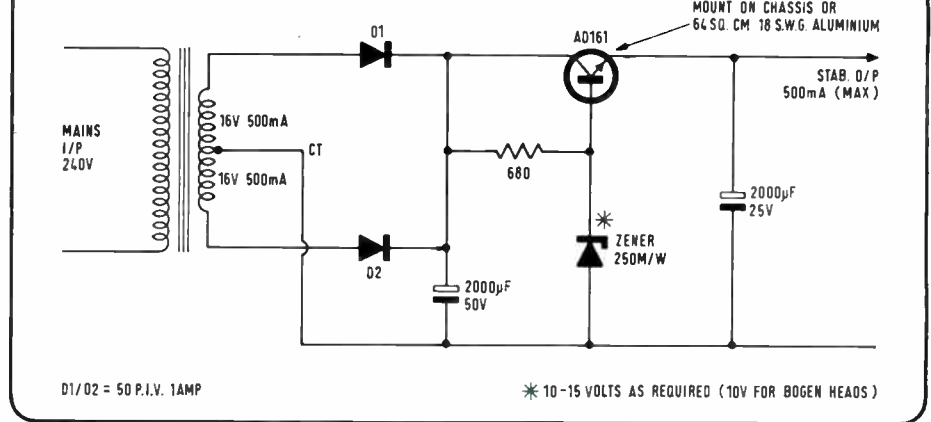 MOUNT ON CHASSIS OR
64 SQ. CM 18 S.W.G. ALUMINIUM
D1
AD161
STAB. O/P
500mA (MAX)
16V 500mA
MAINS
I/P
240V
CT
16V 500mA
680
2000µF
25V
✳
ZENER
250M/W
D2
2000µF
50V
D1/D2 = 50 P.I.V. 1AMP
✳ 10-15 VOLTS AS REQUIRED (10V FOR BOGEN HEADS)